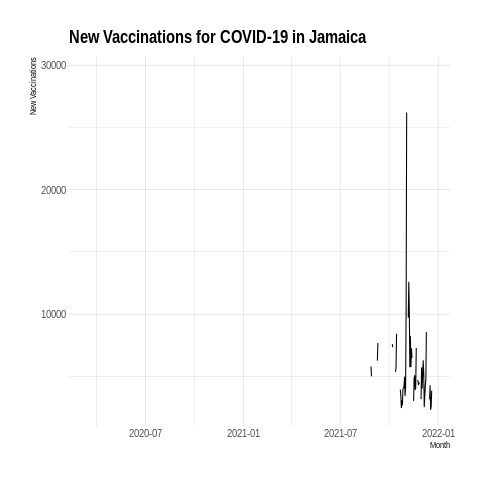 New Vaccinations for COVID-19 in Jamaica
New Vaccinations
30000
20000
10000
2020-07 2021-01 2021-07 2022-01
Month